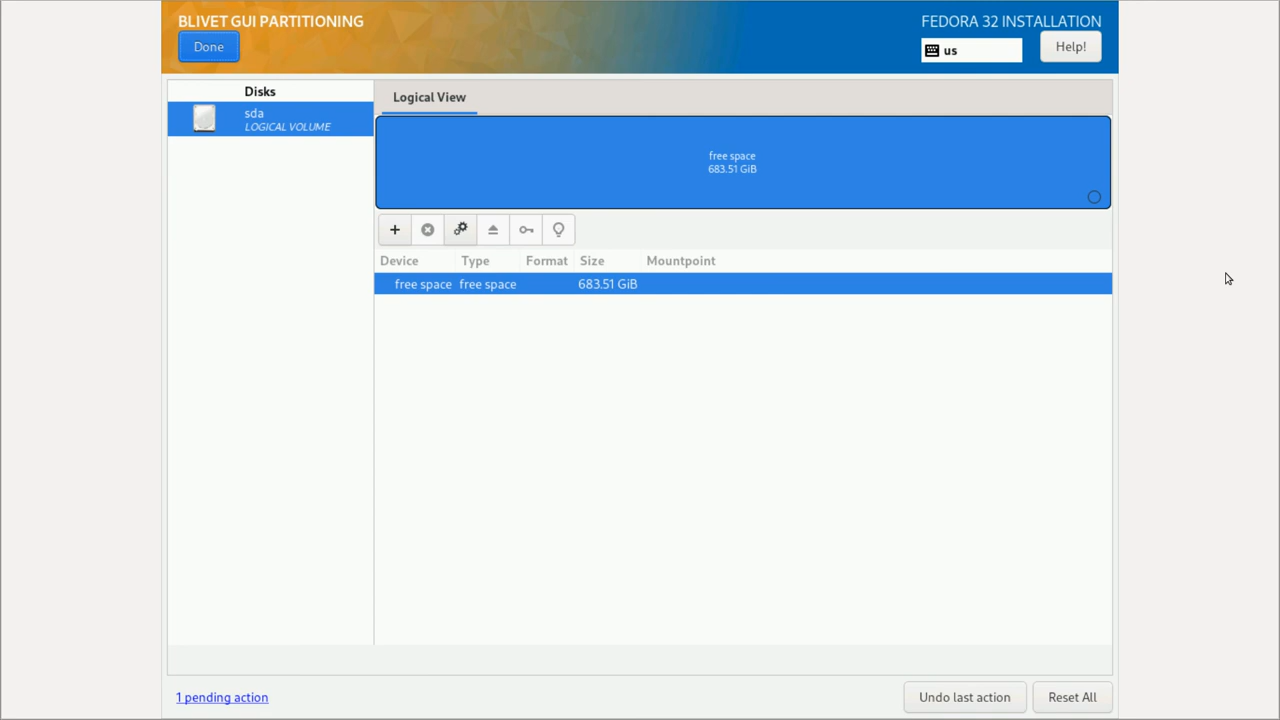 BLIVET GUI PARTITIONING
FEDORA 32 INSTALLATION
Done
us
Help!
Disks
sda
LOGICAL VOLUME
Logical View
free space
683.51 GiB
Device Type Format Size Mountpoint
free space free space 683.51 GiB
1 pending action
Undo last action
Reset All